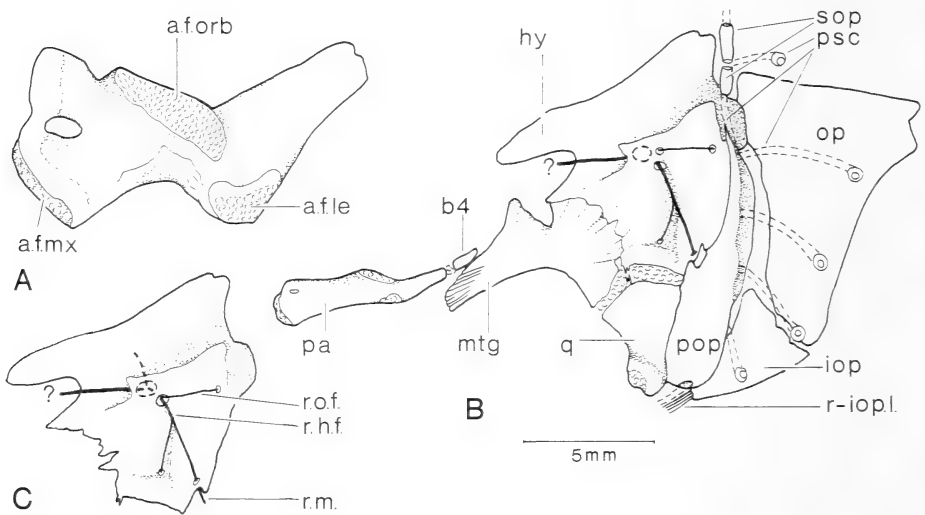 a.f.orb
a.f.le
a.f.mx
A
sop
psc
hy
op
?
b4
pa
mtg
q
pop
iop
r-iop.l.
B
5mm
?
r.o.f.
r.h.f.
r.m.
C